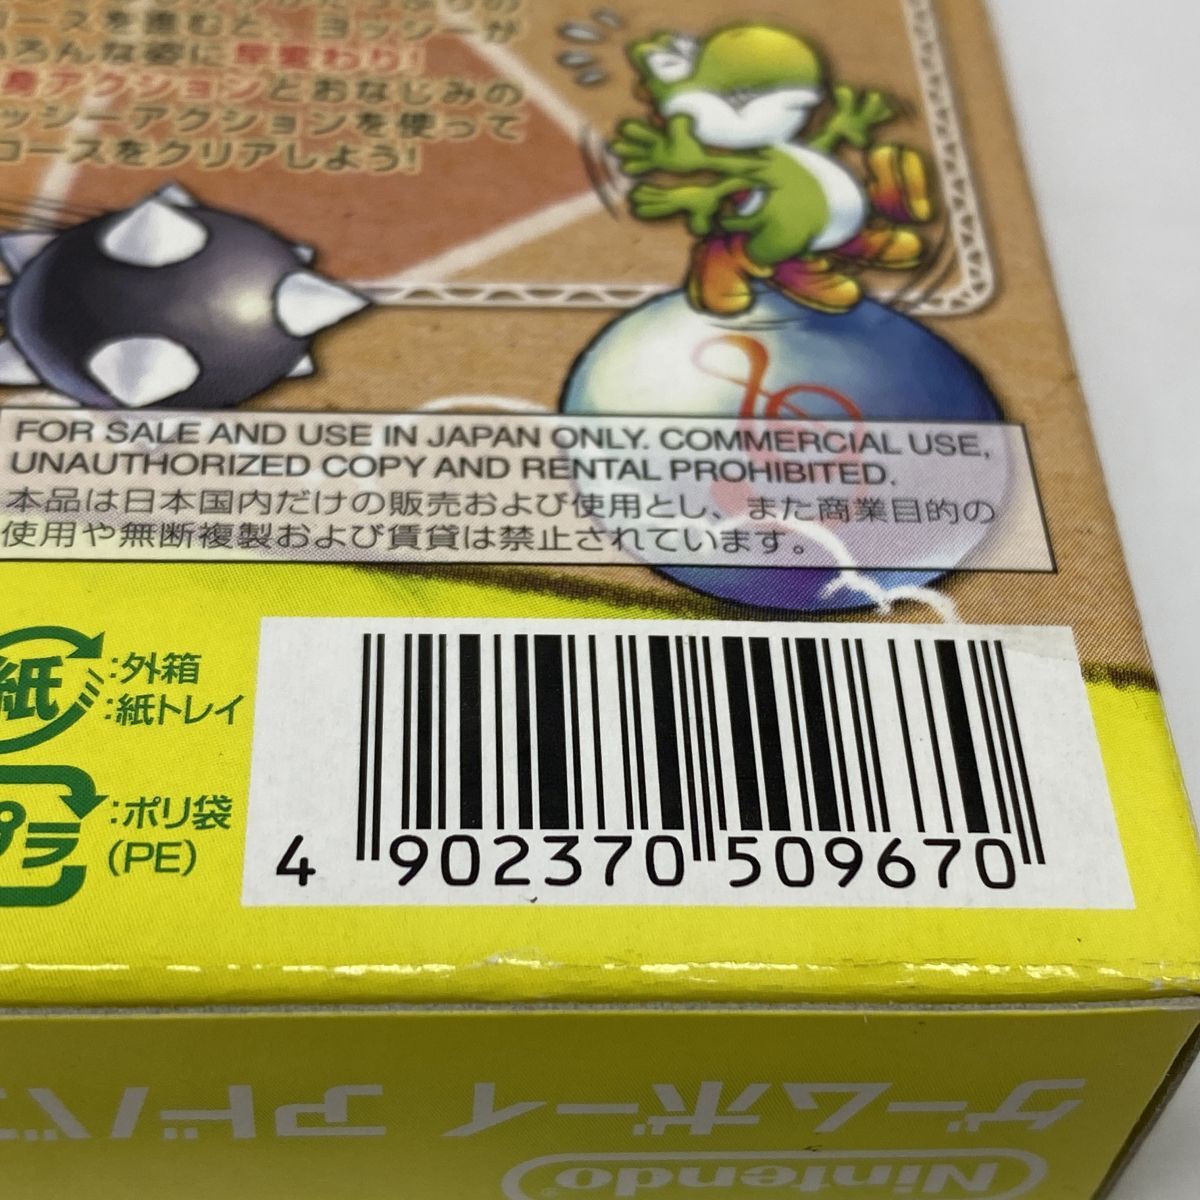 ースを進むと、ヨッシーが
ろんな姿に早変わり!
身アクションとおなじみの
ッシーアクションを使って
コースをクリアしよう!
FOR SALE AND USE IN JAPAN ONLY. COMMERCIAL USE,
UNAUTHORIZED COPY AND RENTAL PROHIBITED.
本品は日本国内だけの販売および使用とし、また商業目的の
使用や無断複製および賃貸は禁止されています。
紙 :外箱
:紙トレイ
プラ :ポリ袋
(PE)
4 902370 509670
ゲームボーイ アドバン
Nintendo®